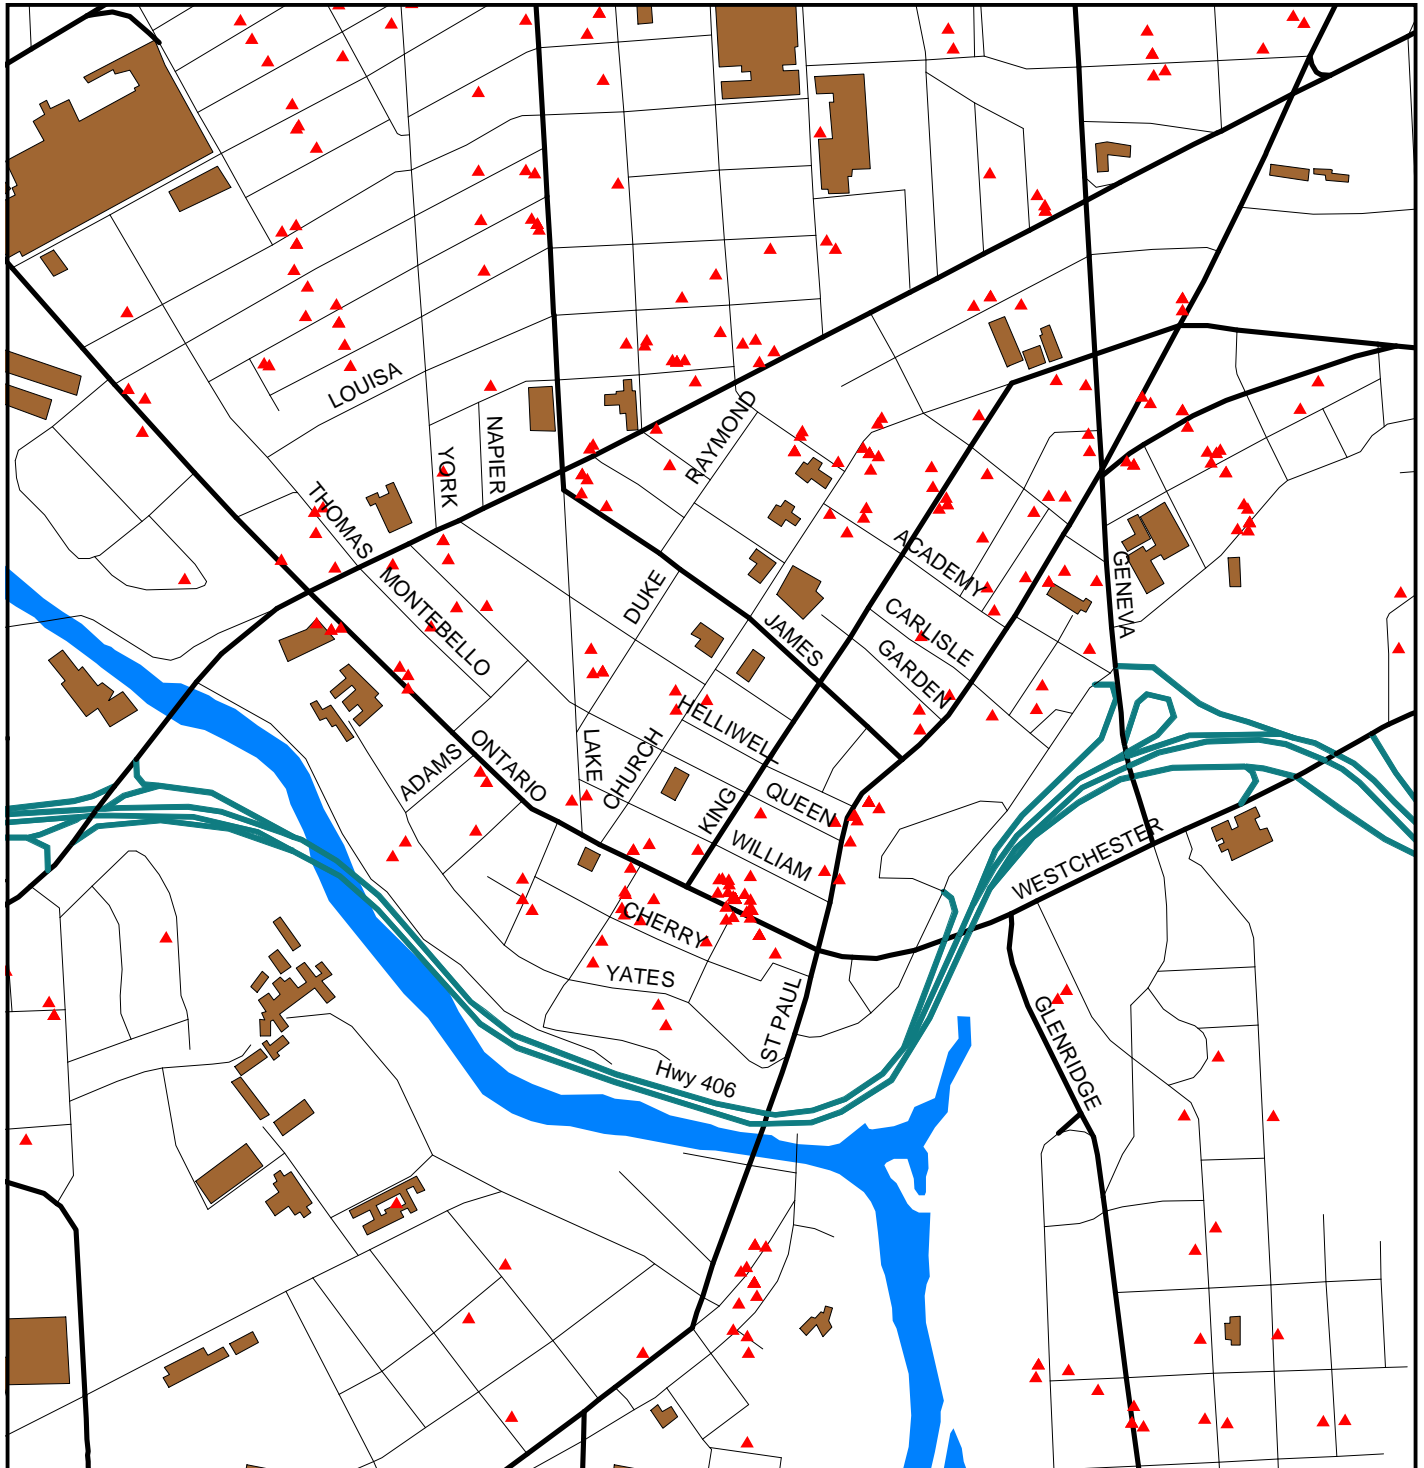 LOUISA
RAYMOND
NAPIER
YORK
THOMAS
ACADEMY
GENEVA
MONTEBELLO
DUKE
CARLISLE
JAMES
GARDEN
HELLIWELL
ADAMS
ONTARIO
LAKE
CHURCH
KING
QUEEN
WILLIAM
WESTCHESTER
CHERRY
YATES
ST PAUL
GLENRIDGE
Hwy 406